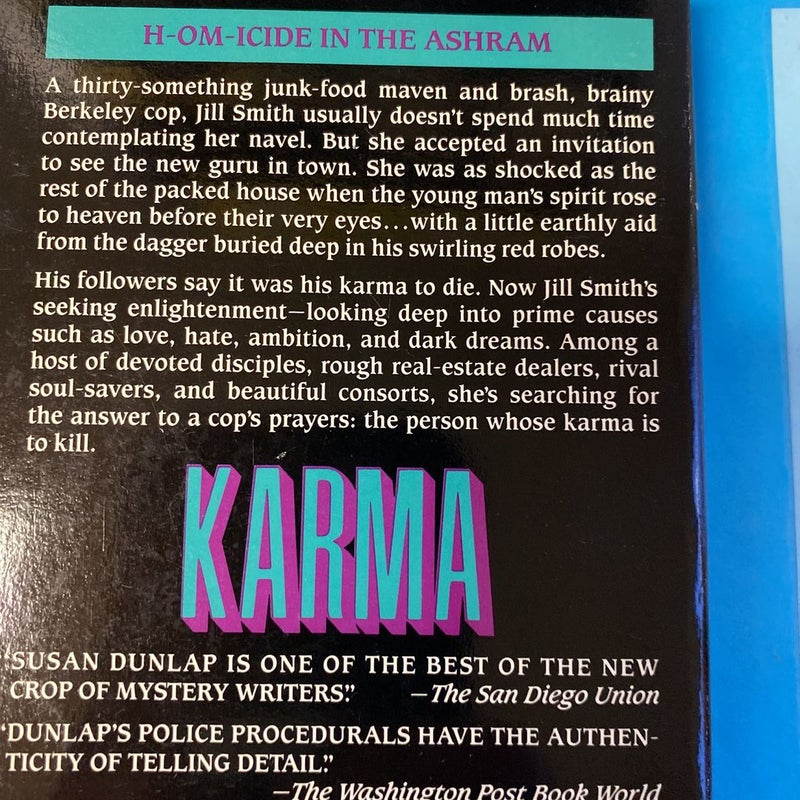 H-OM-ICIDE IN THE ASHRAM
A thirty-something junk-food maven and brash, brainy
Berkeley cop, Jill Smith usually doesn't spend much time
contemplating her navel. But she accepted an invitation
to see the new guru in town. She was as shocked as the
rest of the packed house when the young man's spirit rose
to heaven before their very eyes...with a little earthly aid
from the dagger buried deep in his swirling red robes.
His followers say it was his karma to die. Now Jill Smith's
seeking enlightenment—looking deep into prime causes
such as love, hate, ambition, and dark dreams. Among a
host of devoted disciples, rough real-estate dealers, rival
soul-savers, and beautiful consorts, she's searching for
the answer to a cop's prayers: the person whose karma is
to kill.
KARMA
"SUSAN DUNLAP IS ONE OF THE BEST OF THE NEW
CROP OF MYSTERY WRITERS." —The San Diego Union
"DUNLAP'S POLICE PROCEDURALS HAVE THE AUTHEN-
TICITY OF TELLING DETAIL."
—The Washington Post Book World